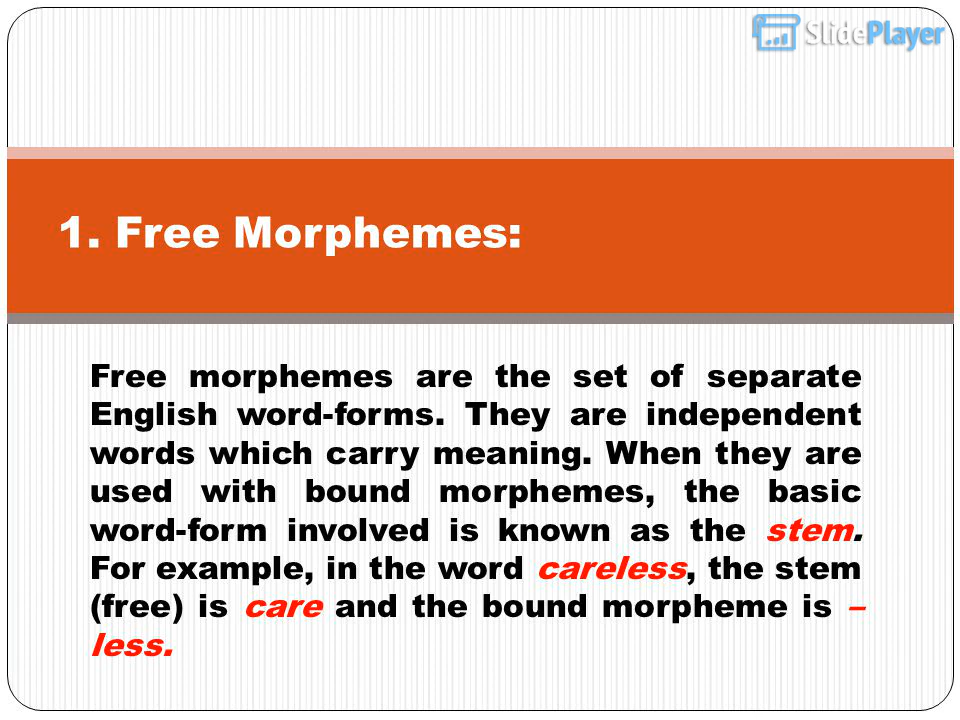 SlidePlayer
1. Free Morphemes:
Free morphemes are the set of separate
English word-forms. They are independent
words which carry meaning. When they are
used with bound morphemes, the basic
word-form involved is known as the stem.
For example, in the word careless, the stem
(free) is care and the bound morpheme is –
less.